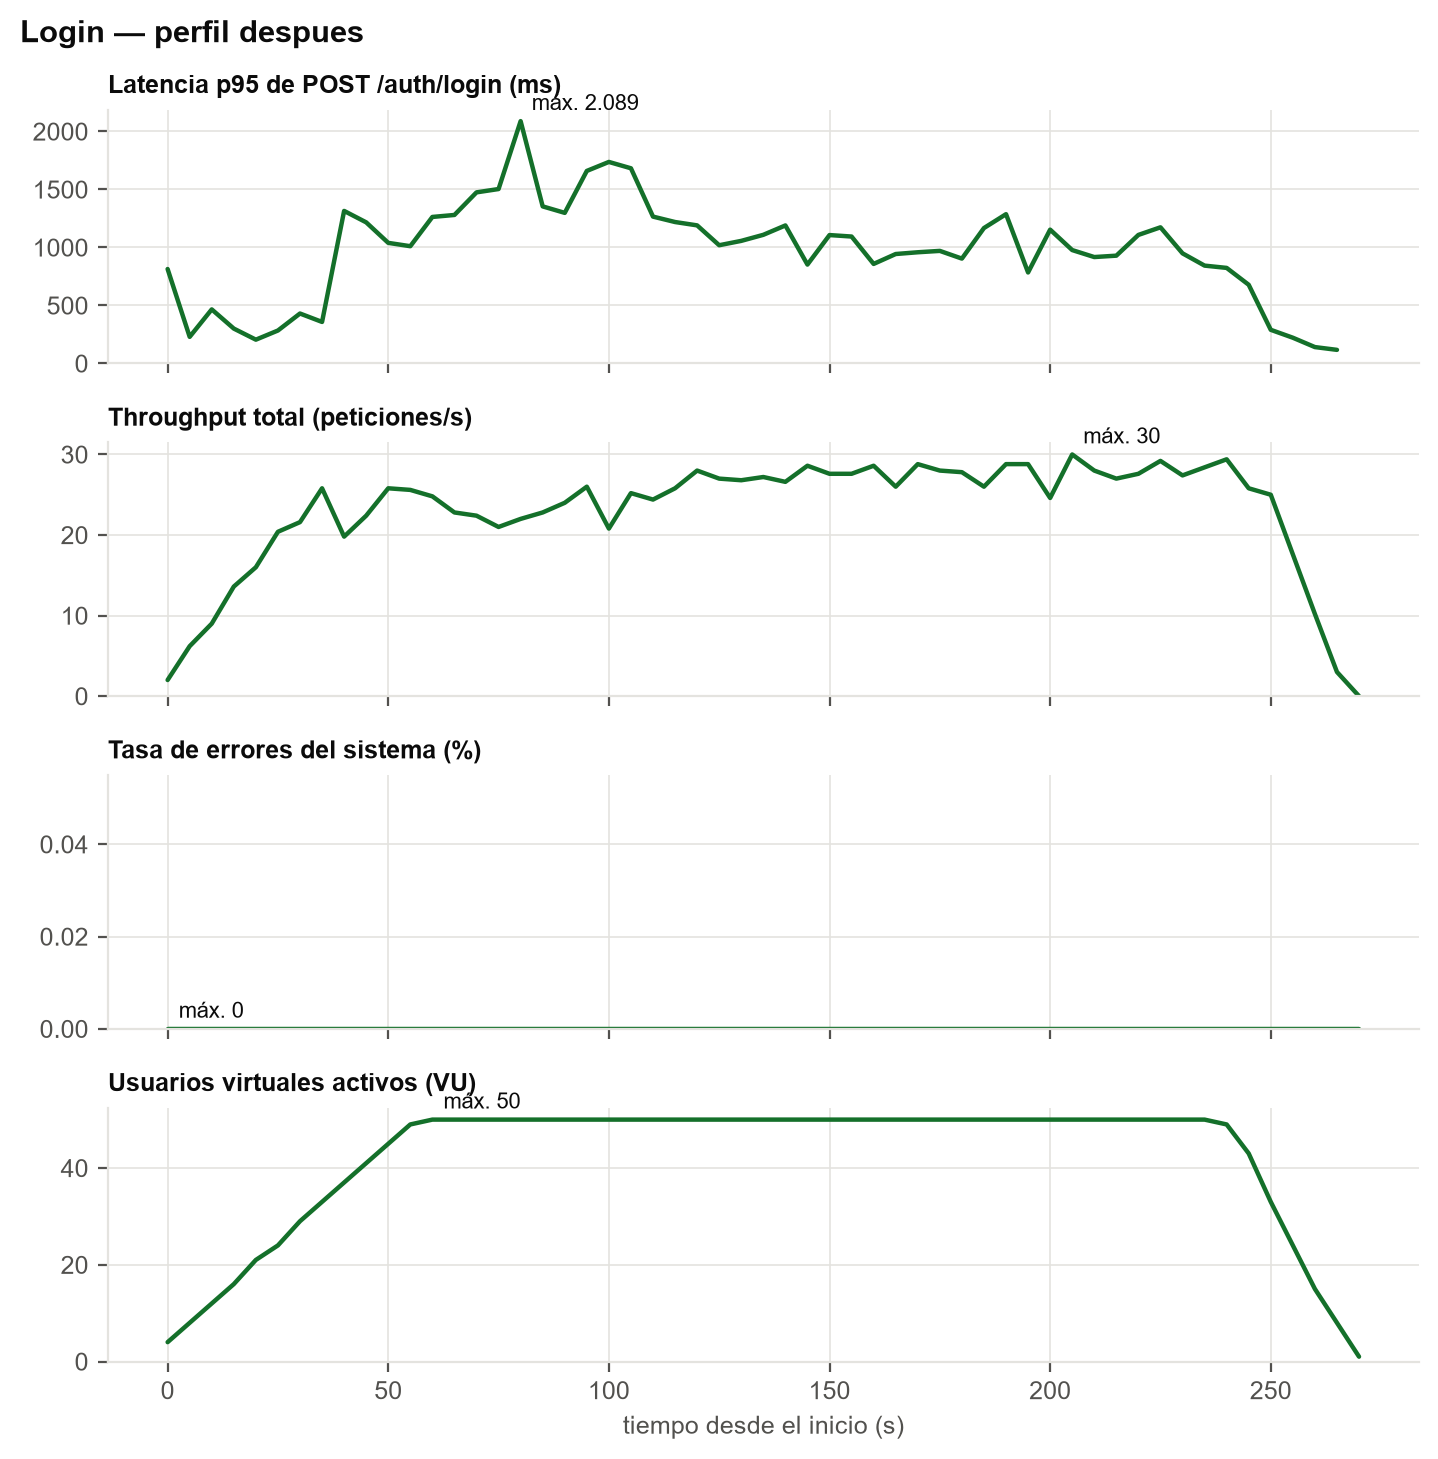 Login — perfil despues
Latencia p95 de POST /auth/login (ms)
máx. 2.089
2000
1500
1000
500
0
Throughput total (peticiones/s)
máx. 30
30
20
10
0
Tasa de errores del sistema (%)
0.04
0.02
máx. 0
0.00
Usuarios virtuales activos (VU)
máx. 50
40
20
0
0 50 100 150 200 250
tiempo desde el inicio (s)